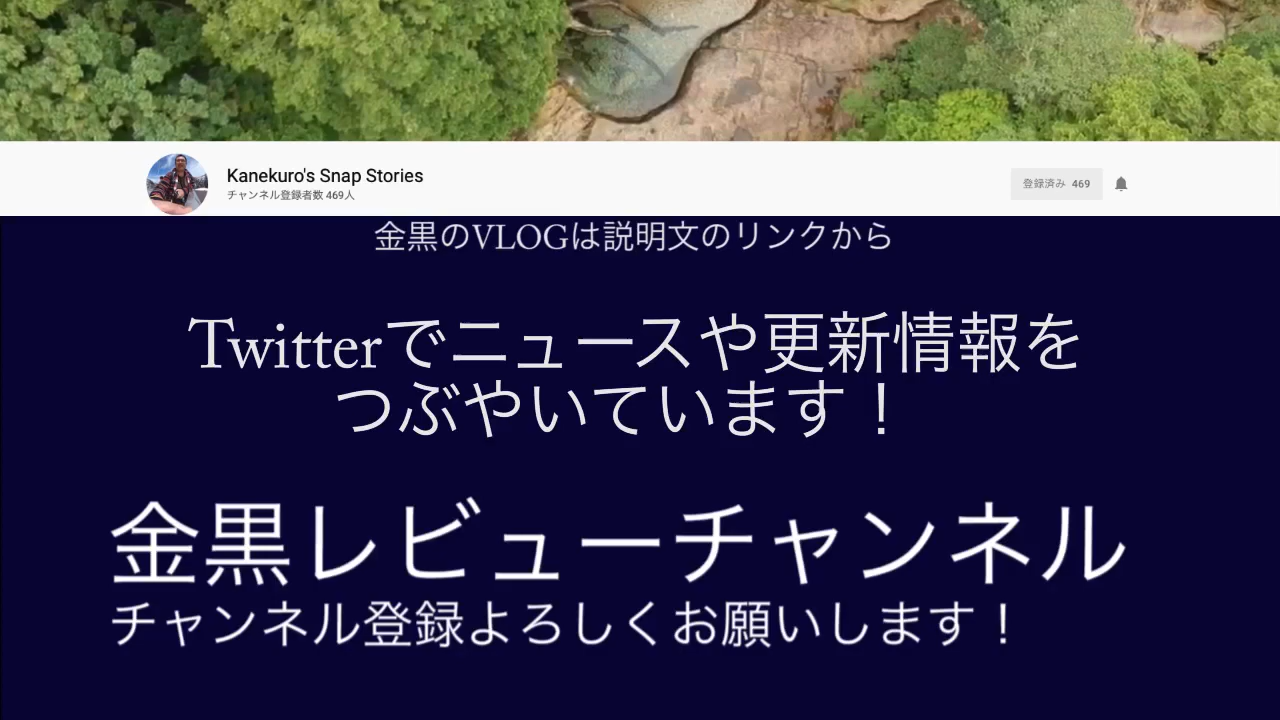 Kanekuro's Snap Stories
チャンネル登録者数 469人
登録済み 469
金黒のVLOGは説明文のリンクから
Twitterでニュースや更新情報を
つぶやいています！
金黒レビューチャンネル
チャンネル登録よろしくお願いします！